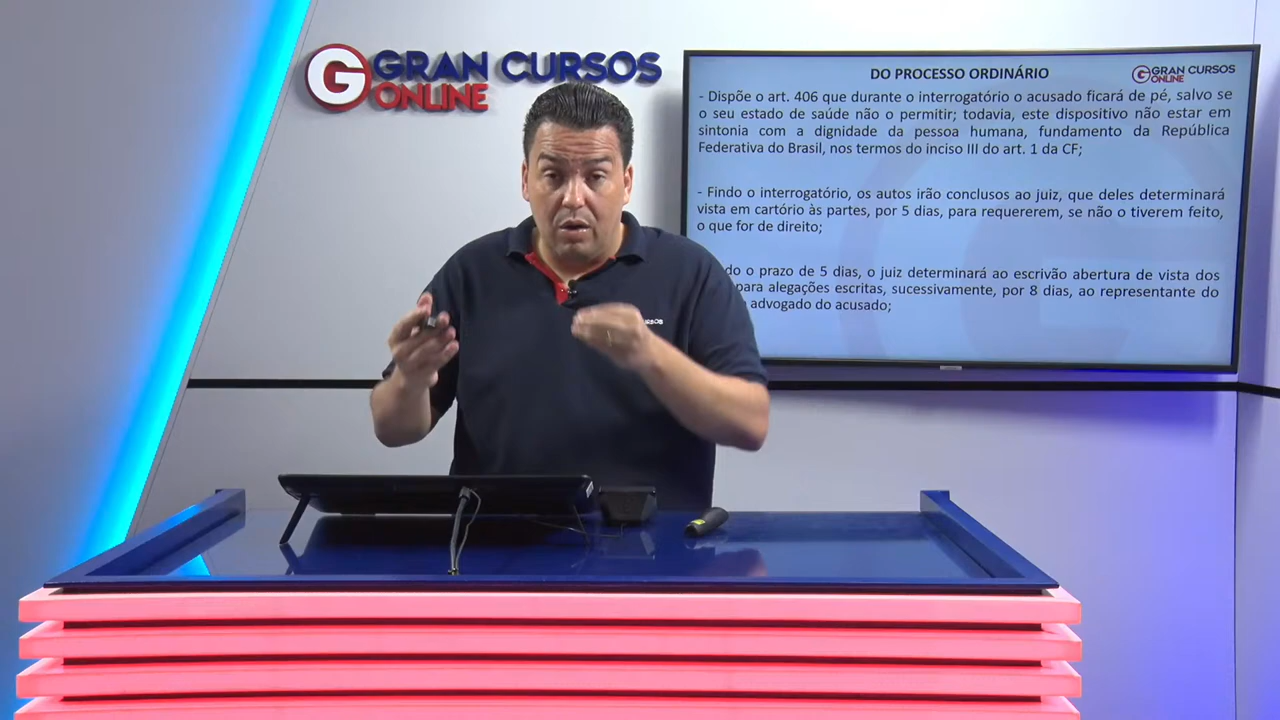 GRAN CURSOS
ONLINE
DO PROCESSO ORDINÁRIO
GRAN CURSOS
ONLINE
- Dispõe o art. 406 que durante o interrogatório o acusado ficará de pé, salvo se
o seu estado de saúde não o permitir; todavia, este dispositivo não estar em
sintonia com a dignidade da pessoa humana, fundamento da República
Federativa do Brasil, nos termos do inciso III do art. 1 da CF;
- Findo o interrogatório, os autos irão conclusos ao juiz, que deles determinará
vista em cartório às partes, por 5 dias, para requererem, se não o tiverem feito,
o que for de direito;
do o prazo de 5 dias, o juiz determinará ao escrivão abertura de vista dos
para alegações escritas, sucessivamente, por 8 dias, ao representante do
advogado do acusado;